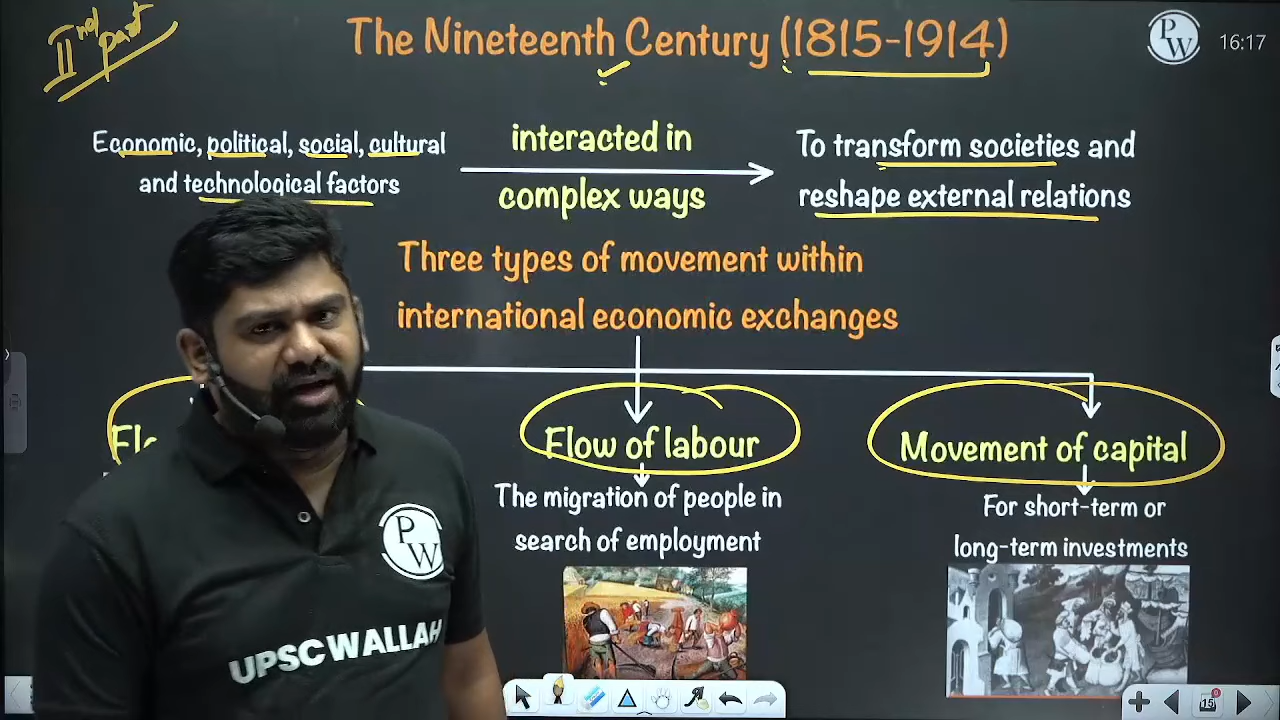 IInd part
The Nineteenth Century (1815-1914)
PW
16:17
Economic, political, social, cultural
and technological factors
interacted in
complex ways
To transform societies and
reshape external relations
Three types of movement within
international economic exchanges
Flow of labour
Movement of capital
The migration of people in
search of employment
For short-term or
long-term investments
PW
UPSC WALLAH
15